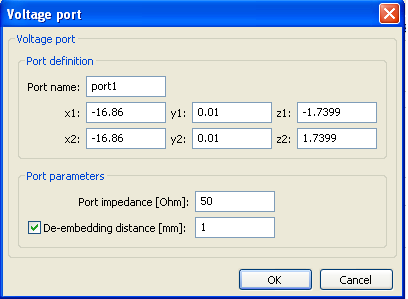 Voltage port
Voltage port
Port definition
Port name: port1
x1: -16.86 y1: 0.01 z1: -1.7399
x2: -16.86 y2: 0.01 z2: 1.7399
Port parameters
Port impedance [Ohm]: 50
De-embedding distance [mm]: 1
OK Cancel